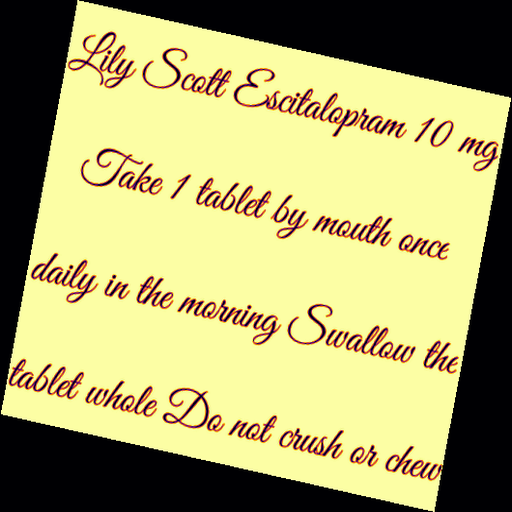 Lily Scott Escitalopram 10 mg
Take 1 tablet by mouth once
daily in the morning Swallow the
tablet whole Do not crush or chew